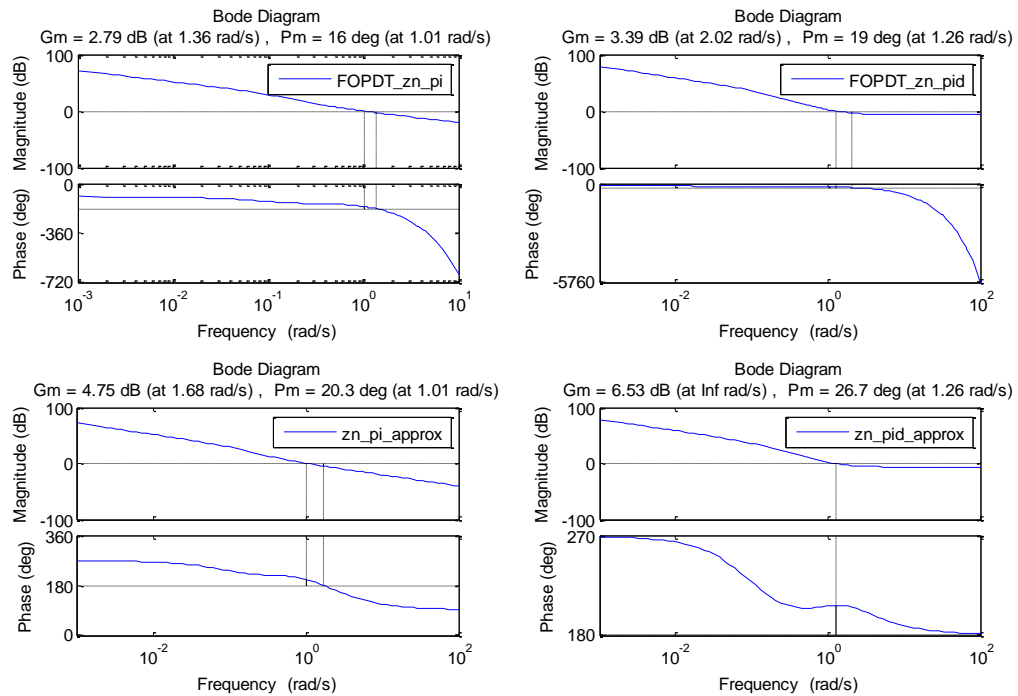 Bode Diagram
Gm = 2.79 dB (at 1.36 rad/s) , Pm = 16 deg (at 1.01 rad/s)
Magnitude (dB)
100
0
-100
FOPDT_zn_pi
Phase (deg)
0
-360
-720
10^-3
10^-2
10^-1
10^0
10^1
Frequency (rad/s)
Bode Diagram
Gm = 3.39 dB (at 2.02 rad/s) , Pm = 19 deg (at 1.26 rad/s)
Magnitude (dB)
100
0
-100
FOPDT_zn_pid
Phase (deg)
0
-5760
10^-2
10^0
10^2
Frequency (rad/s)
Bode Diagram
Gm = 4.75 dB (at 1.68 rad/s) , Pm = 20.3 deg (at 1.01 rad/s)
Magnitude (dB)
100
0
-100
zn_pi_approx
Phase (deg)
360
180
0
10^-2
10^0
10^2
Frequency (rad/s)
Bode Diagram
Gm = 6.53 dB (at Inf rad/s) , Pm = 26.7 deg (at 1.26 rad/s)
Magnitude (dB)
100
0
-100
zn_pid_approx
Phase (deg)
270
180
10^-2
10^0
10^2
Frequency (rad/s)